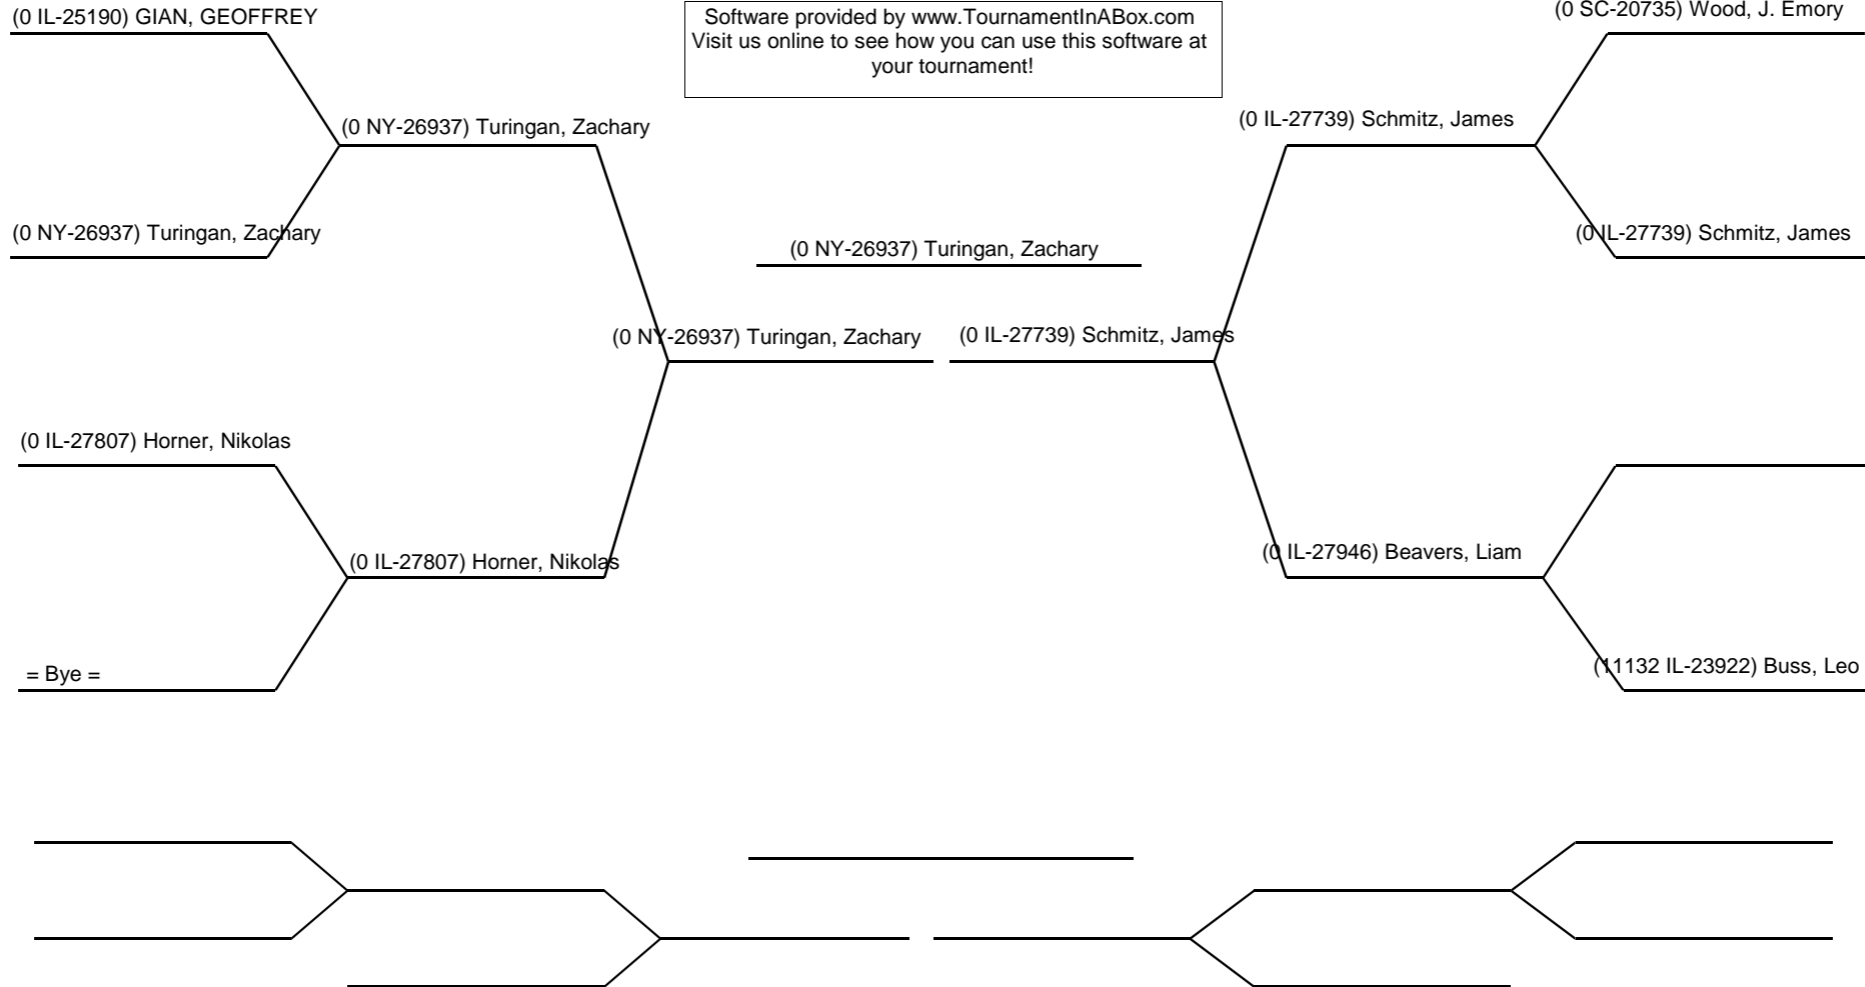 (0 IL-25190) GIAN, GEOFFREY
Software provided by www.TournamentInABox.com
Visit us online to see how you can use this software at
your tournament!
(0 SC-20735) Wood, J. Emory
(0 NY-26937) Turingan, Zachary
(0 IL-27739) Schmitz, James
(0 NY-26937) Turingan, Zachary
(0 NY-26937) Turingan, Zachary
(0 IL-27739) Schmitz, James
(0 NY-26937) Turingan, Zachary
(0 IL-27739) Schmitz, James
(0 IL-27807) Horner, Nikolas
(0 IL-27807) Horner, Nikolas
(0 IL-27946) Beavers, Liam
= Bye =
(11132 IL-23922) Buss, Leo